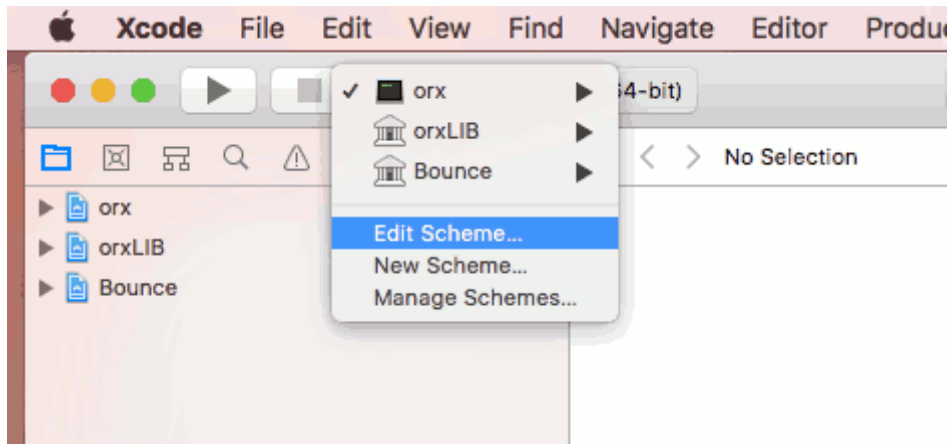 Xcode File Edit View Find Navigate Editor
orx 64-bit)
orxLIB
Bounce
No Selection
Edit Scheme...
New Scheme...
Manage Schemes...
orx
orxLIB
Bounce